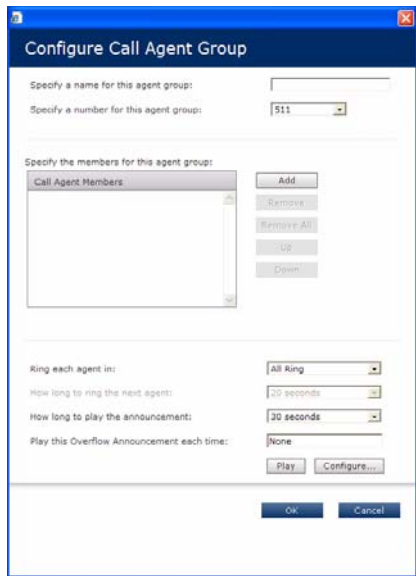 Configure Call Agent Group
Specify a name for this agent group:
Specify a number for this agent group: 511
Specify the members for this agent group:
Call Agent Members
Add
Remove
Remove All
Up
Down
Ring each agent in: All Ring
How long to ring the next agent: 20 seconds
How long to play the announcement: 30 seconds
Play this Overflow Announcement each time: None
Play Configure...
OK Cancel